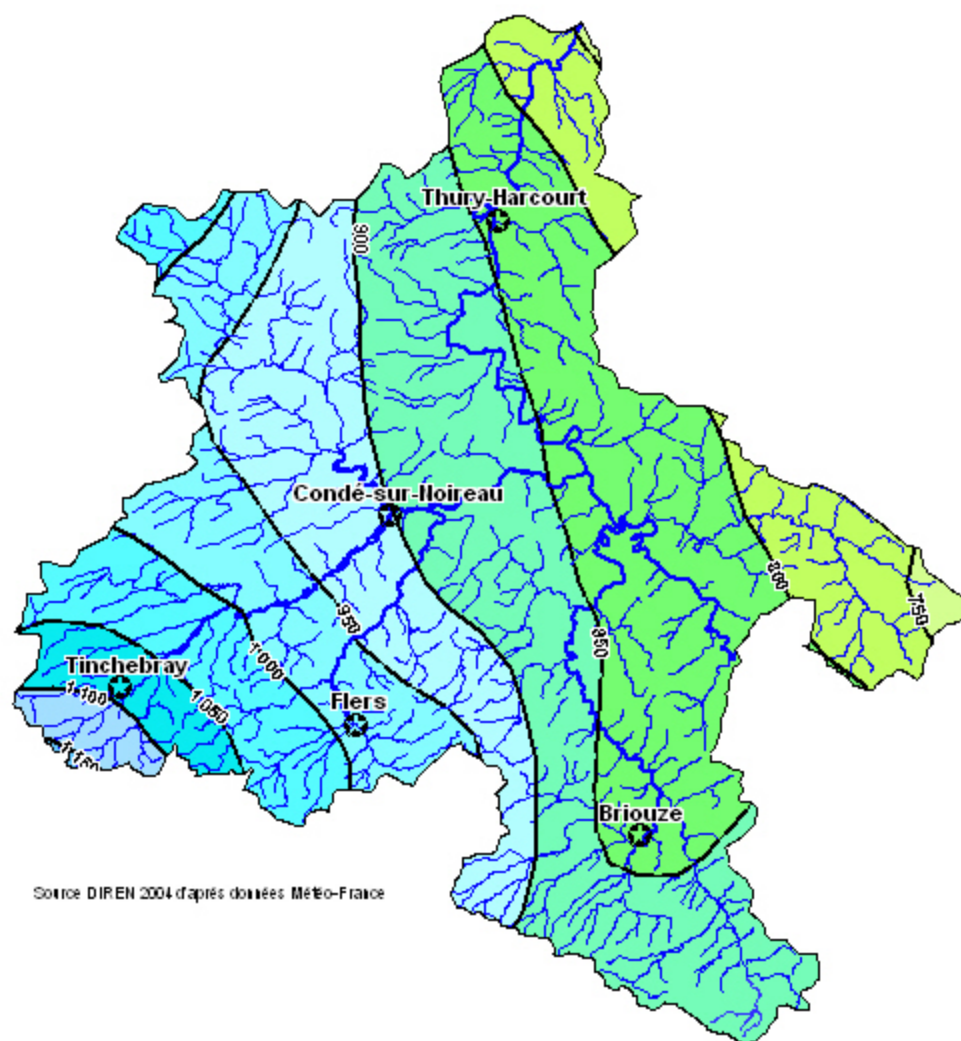 Thury-Harcourt
900
Condé-sur-Noireau
800
750
950
850
1 000
Tinchebray
1 100
1 050
Flers
Briouze
Source DIREN 2004 d'après données Météo-France